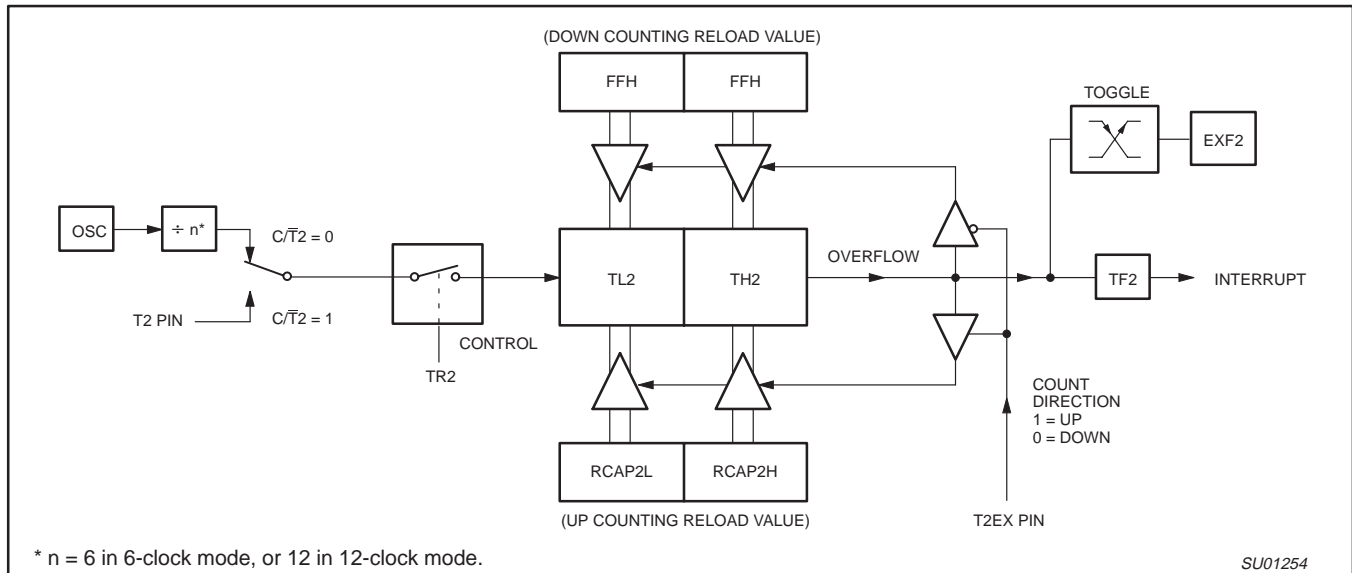 (DOWN COUNTING RELOAD VALUE)
FFH
FFH
TOGGLE
EXF2
OSC
÷ n*
C/T̅2 = 0
TL2
TH2
OVERFLOW
TF2
INTERRUPT
T2 PIN
C/T̅2 = 1
CONTROL
TR2
COUNT
DIRECTION
1 = UP
0 = DOWN
RCAP2L
RCAP2H
(UP COUNTING RELOAD VALUE)
T2EX PIN
* n = 6 in 6-clock mode, or 12 in 12-clock mode.
SU01254